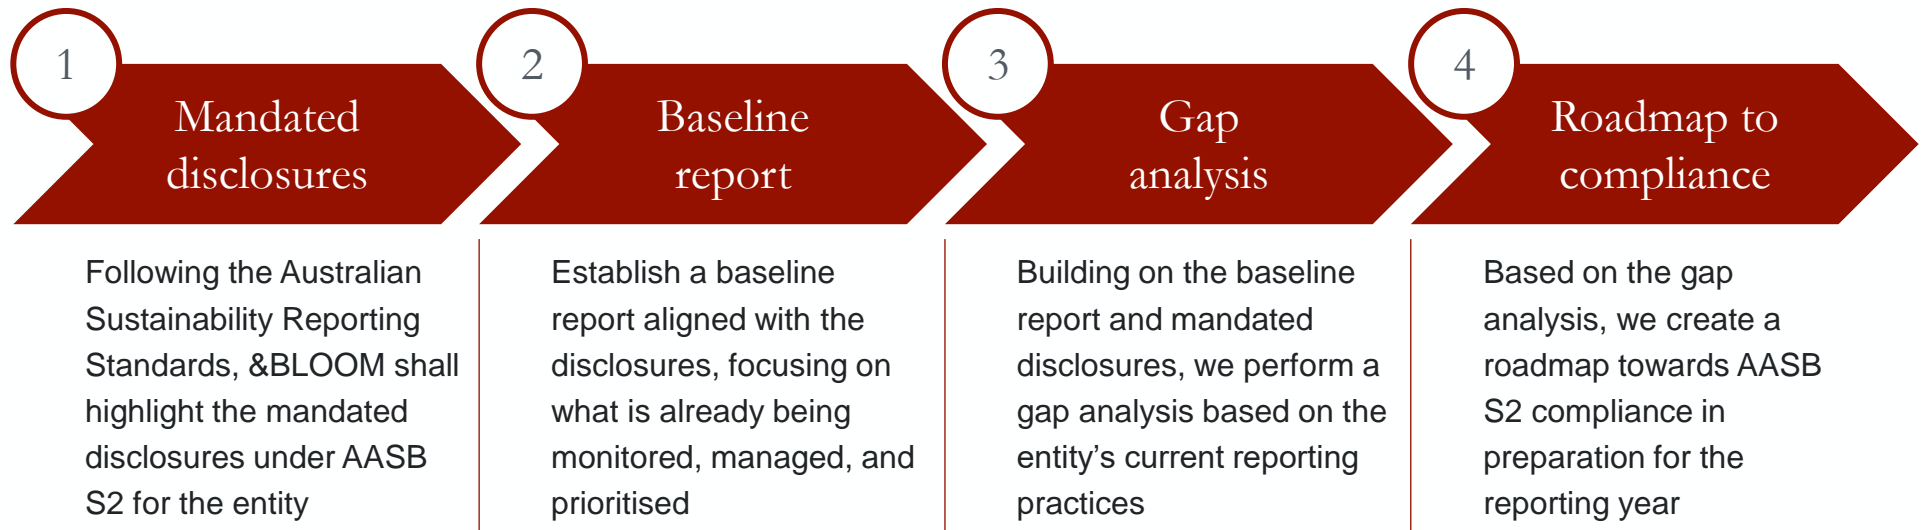 1
Mandated
disclosures
Following the Australian
Sustainability Reporting
Standards, &BLOOM shall
highlight the mandated
disclosures under AASB
S2 for the entity
2
Baseline
report
Establish a baseline
report aligned with the
disclosures, focusing on
what is already being
monitored, managed, and
prioritised
3
Gap
analysis
Building on the baseline
report and mandated
disclosures, we perform a
gap analysis based on the
entity’s current reporting
practices
4
Roadmap to
compliance
Based on the gap
analysis, we create a
roadmap towards AASB
S2 compliance in
preparation for the
reporting year